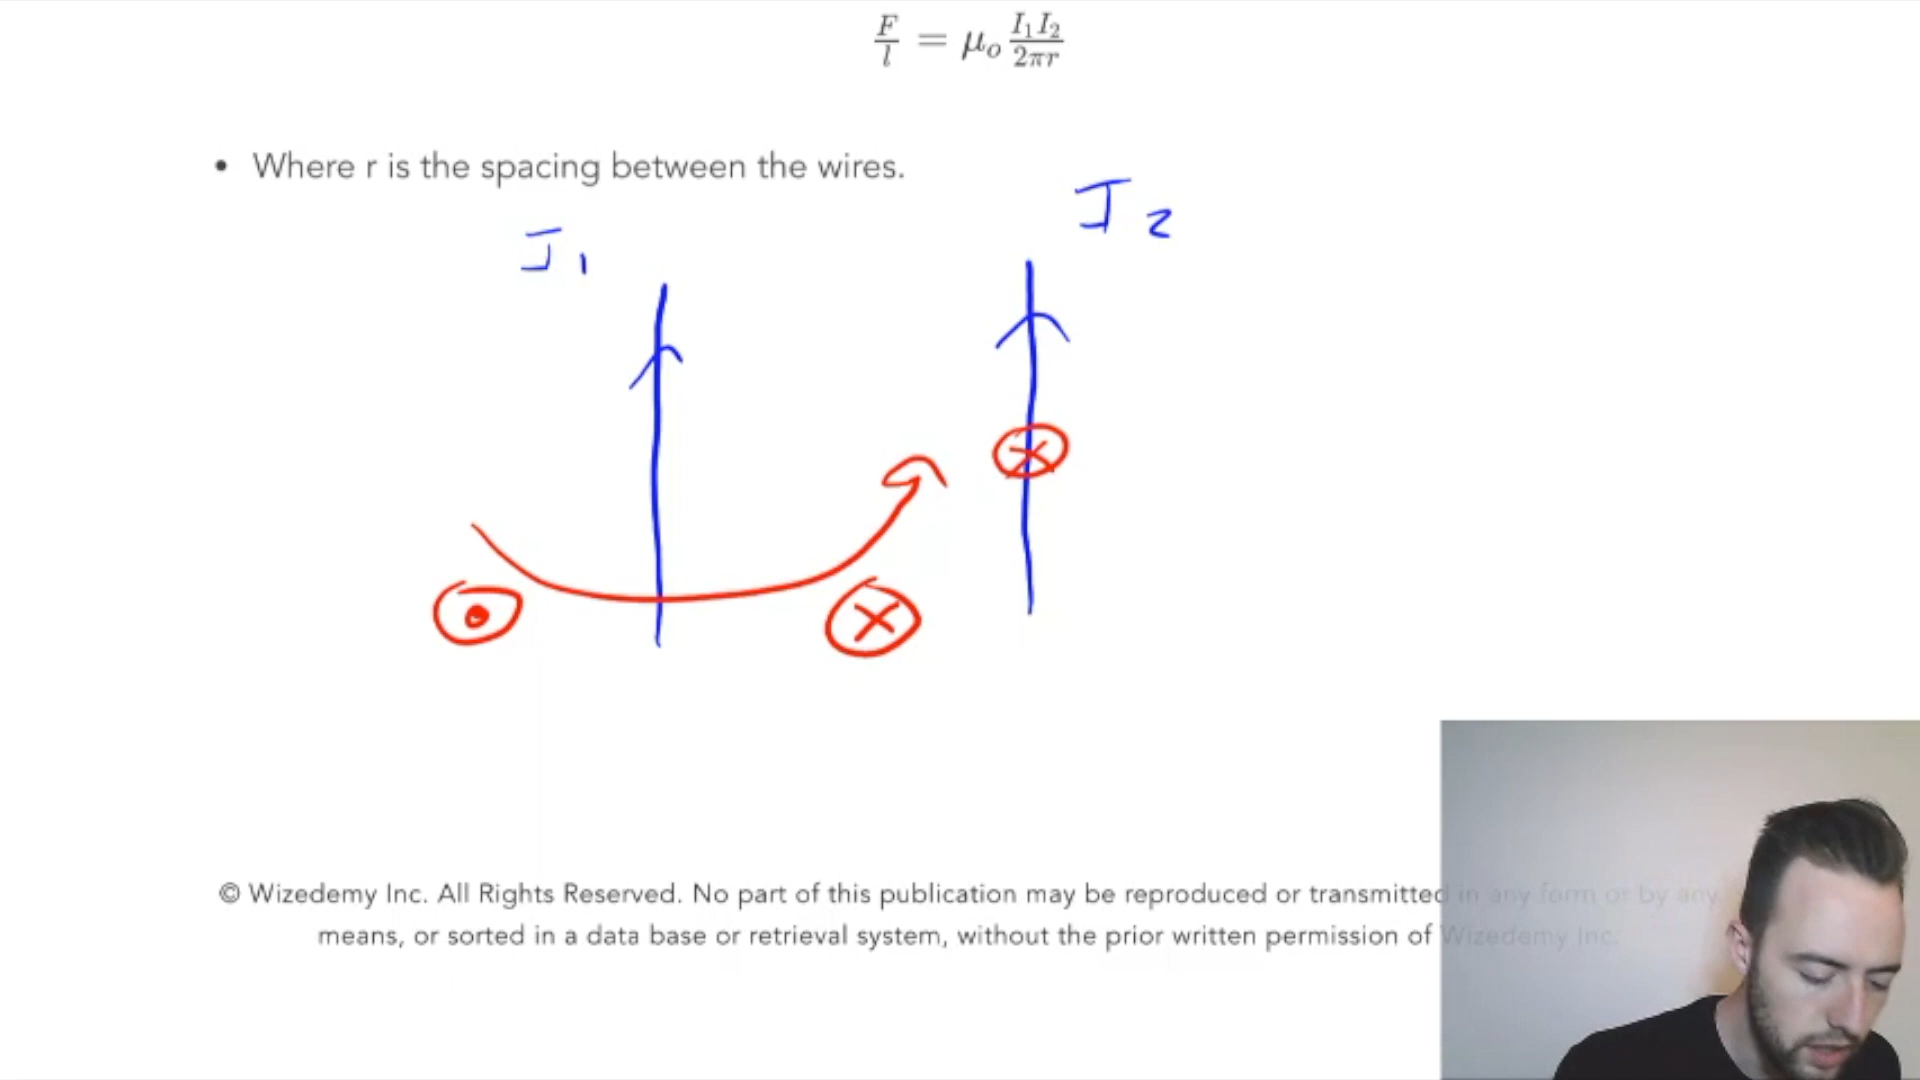 F/l = μo I1I2/2πr
• Where r is the spacing between the wires.
I2
I1
© Wizedemy Inc. All Rights Reserved. No part of this publication may be reproduced or transmitted in any form or by any
means, or sorted in a data base or retrieval system, without the prior written permission of Wizedemy Inc.